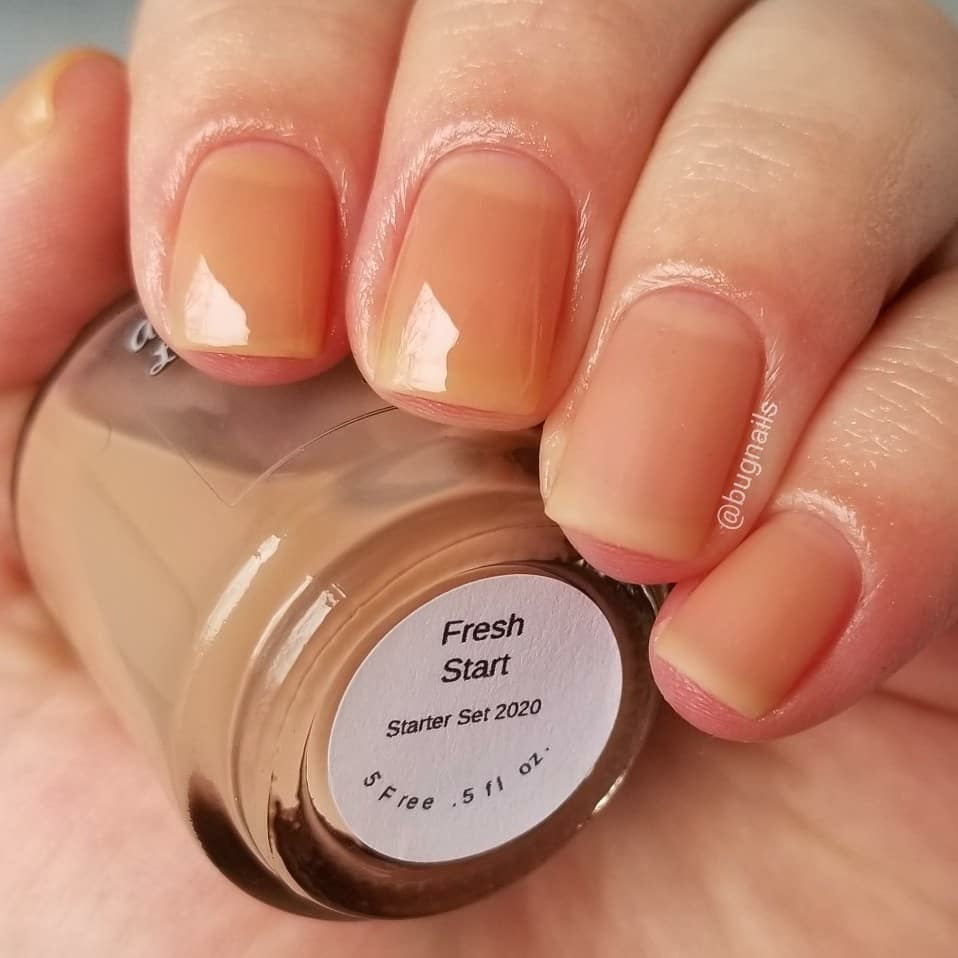 Fresh
Start
Starter Set 2020
5 Free .5 fl oz.
@bugnails